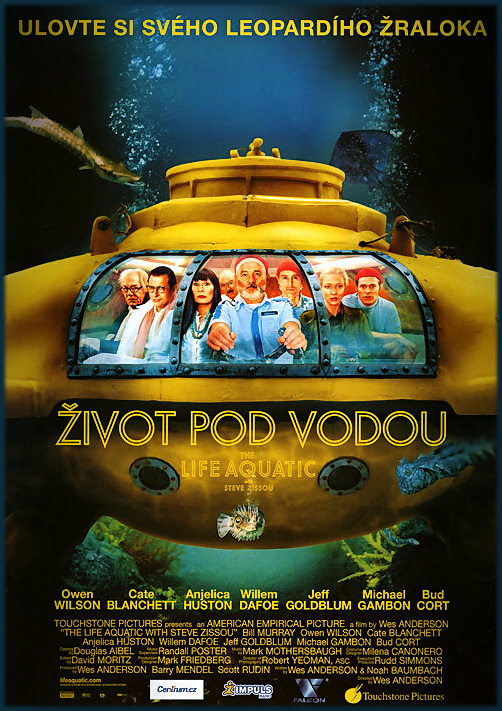 ULOVTE SI SVÉHO LEOPARDÍHO ŽRALOKA
ŽIVOT POD VODOU
THE
LIFE AQUATIC
STEVE ZISSOU
Owen Cate Anjelica Willem Jeff Michael Bud
WILSON BLANCHETT HUSTON DAFOE GOLDBLUM GAMBON CORT
TOUCHSTONE PICTURES presents an AMERICAN EMPIRICAL PICTURE a film by Wes ANDERSON
"THE LIFE AQUATIC WITH STEVE ZISSOU" Bill MURRAY Owen WILSON Cate BLANCHETT
Anjelica HUSTON Willem DAFOE Jeff GOLDBLUM Michael GAMBON Bud CORT
Douglas AIBEL Randall POSTER Mark MOTHERSBAUGH Milena CANONERO
David MORITZ Mark FRIEDBERG Robert YEOMAN, ASC Rudd SIMMONS
Wes ANDERSON Barry MENDEL Scott RUDIN Wes ANDERSON & Noah BAUMBACH
Wes ANDERSON
lifeaquatic.com
Centrum.cz
IMPULS
FALCON
Touchstone Pictures